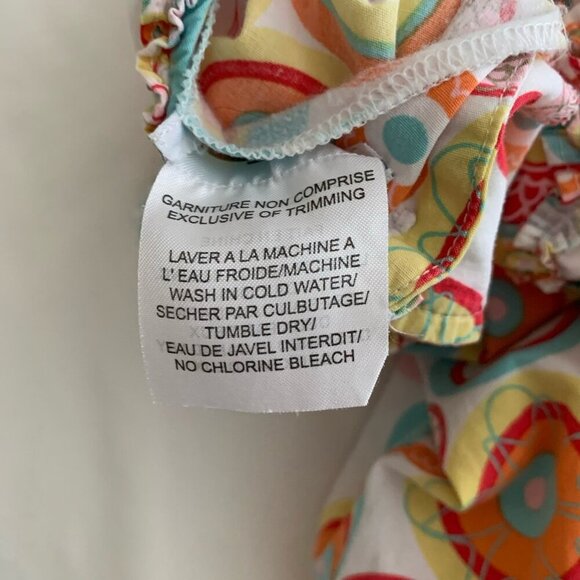 GARNITURE NON COMPRISE
EXCLUSIVE OF TRIMMING
LAVER A LA MACHINE A
L'EAU FROIDE/MACHINE
WASH IN COLD WATER/
SECHER PAR CULBUTAGE/
TUMBLE DRY/
EAU DE JAVEL INTERDIT/
NO CHLORINE BLEACH